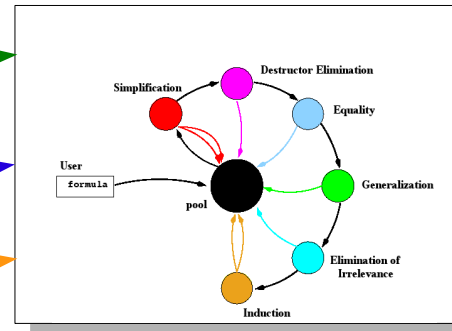 Destructor Elimination
Simplification
Equality
User
formula
pool
Generalization
Elimination of
Irrelevance
Induction